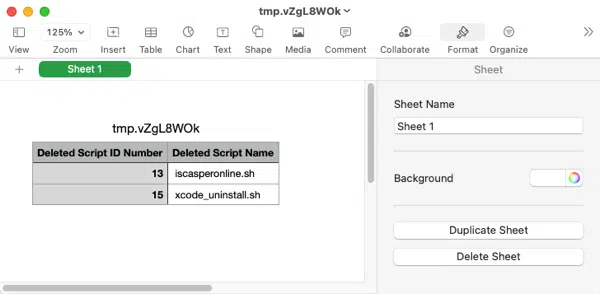 tmp.vZgL8WOk
125%
View Zoom Insert Table Chart Text Shape Media Comment Collaborate Format Organize
Sheet 1
Sheet
tmp.vZgL8WOk
Deleted Script ID Number Deleted Script Name
13 iscasperonline.sh
15 xcode_uninstall.sh
Sheet Name
Sheet 1
Background
Duplicate Sheet
Delete Sheet